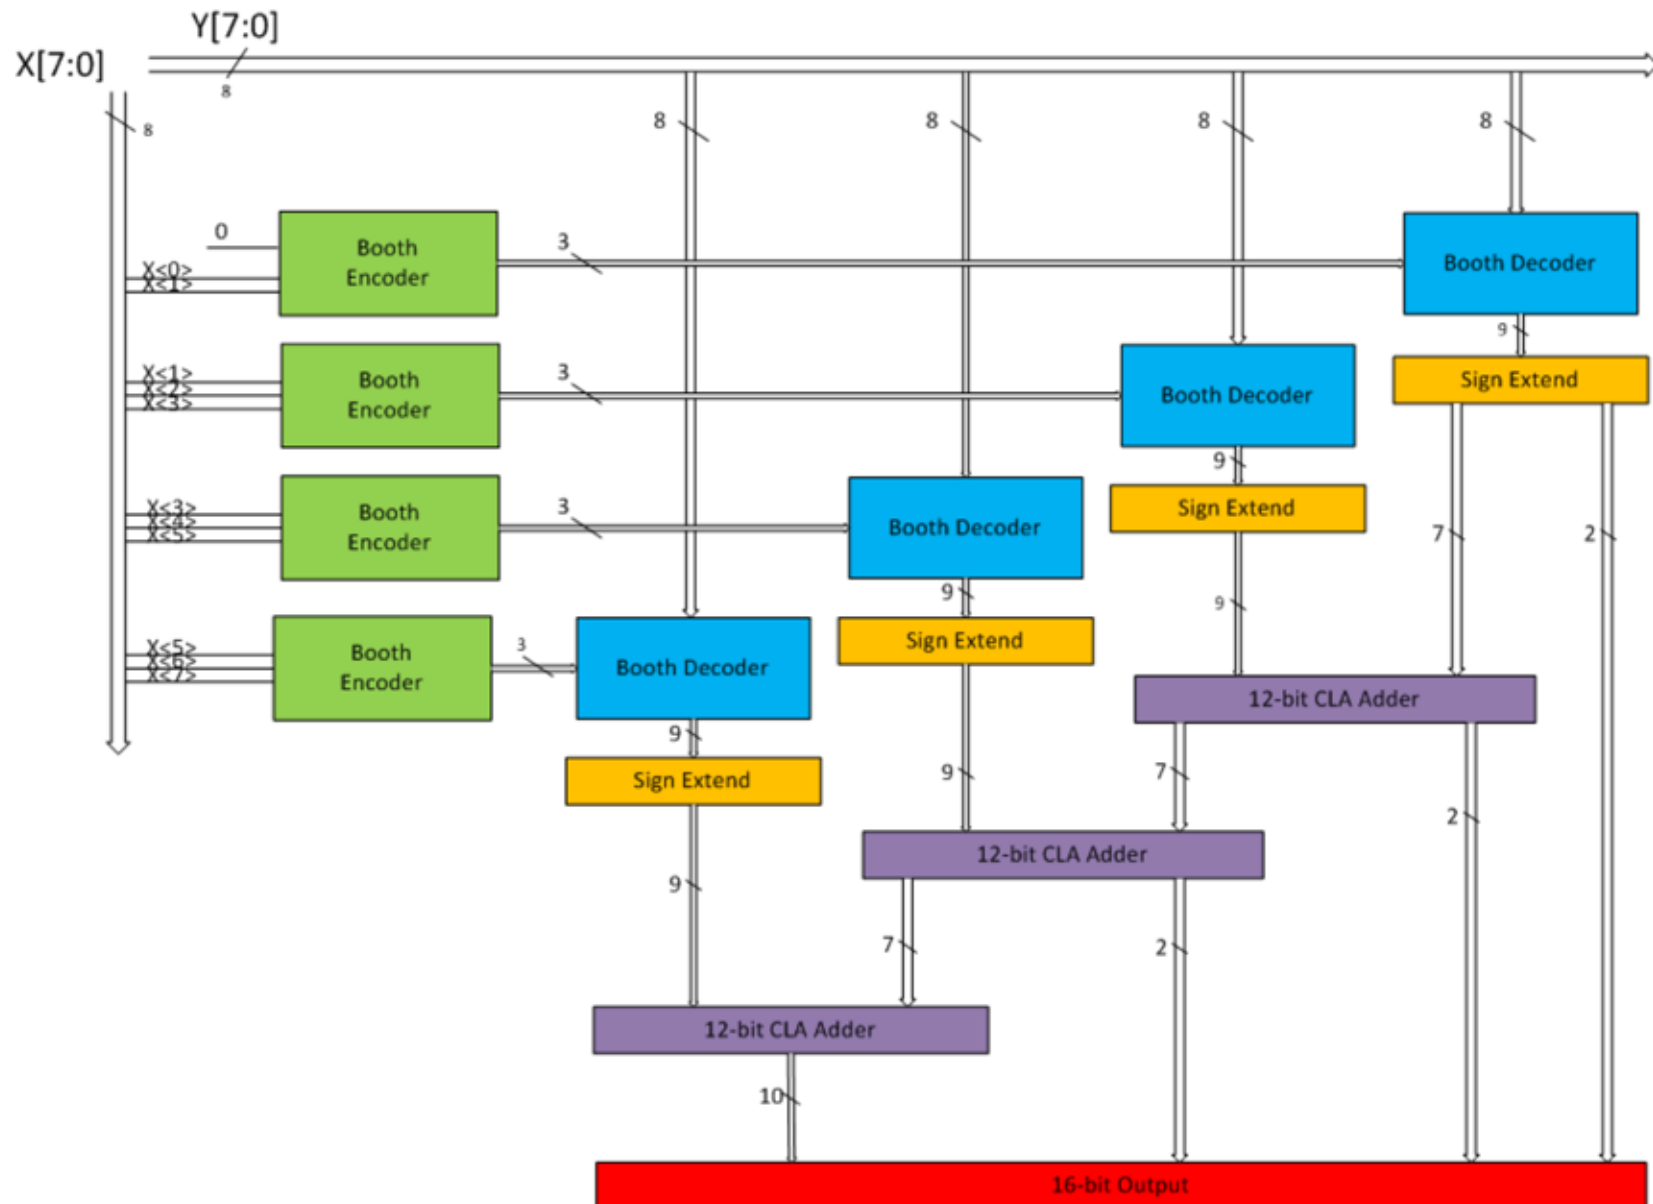 Y[7:0]
X[7:0]
8
8
8
8
8
8
0
X<0>
X<1>
Booth
Encoder
3
Booth Decoder
9
X<1>
X<2>
X<3>
Booth
Encoder
3
Booth Decoder
Sign Extend
9
Sign Extend
X<3>
X<4>
X<5>
Booth
Encoder
3
Booth Decoder
7
2
9
9
Sign Extend
X<5>
X<6>
X<7>
Booth
Encoder
3
Booth Decoder
12-bit CLA Adder
9
Sign Extend
9
7
2
12-bit CLA Adder
9
7
2
12-bit CLA Adder
10
16-bit Output